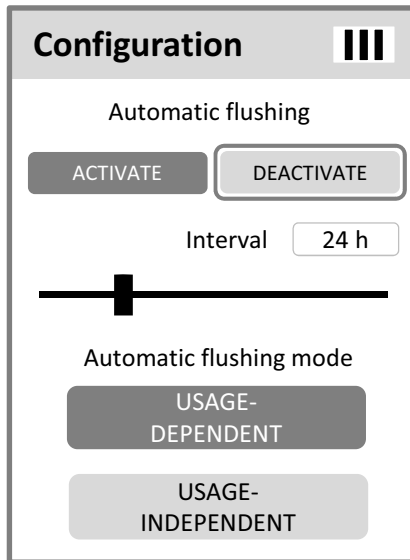 Configuration
Automatic flushing
ACTIVATE DEACTIVATE
Interval 24 h
Automatic flushing mode
USAGE-
DEPENDENT
USAGE-
INDEPENDENT